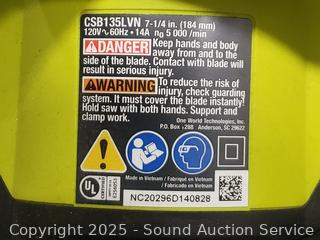 CSB135LVN 7-1/4 in. (184 mm)
120V~60Hz • 14A n₀ 5 000 /min
DANGER Keep hands and body
away from and to the
side of the blade. Contact with blade will
result in serious injury.
WARNING To reduce the risk of
injury, check guarding
system. It must cover the blade instantly!
Hold saw with both hands. Support and
clamp work.
One World Technologies, Inc.
P.O. Box 1288 Anderson, SC 29622
Made in Vietnam / Fabriqué en Vietnam
Hecho en Vietnam
UL
LISTED
E256053
NC20296D140828
Copyright 2025 - Sound Auction Service